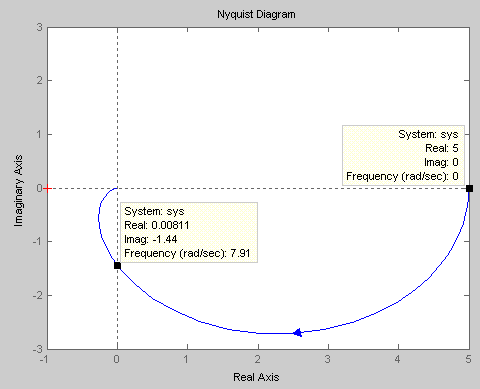 Nyquist Diagram
3
2
1
0
-1
-2
-3
Imaginary Axis
System: sys
Real: 5
Imag: 0
Frequency (rad/sec): 0
System: sys
Real: 0.00811
Imag: -1.44
Frequency (rad/sec): 7.91
-1 0 1 2 3 4 5
Real Axis